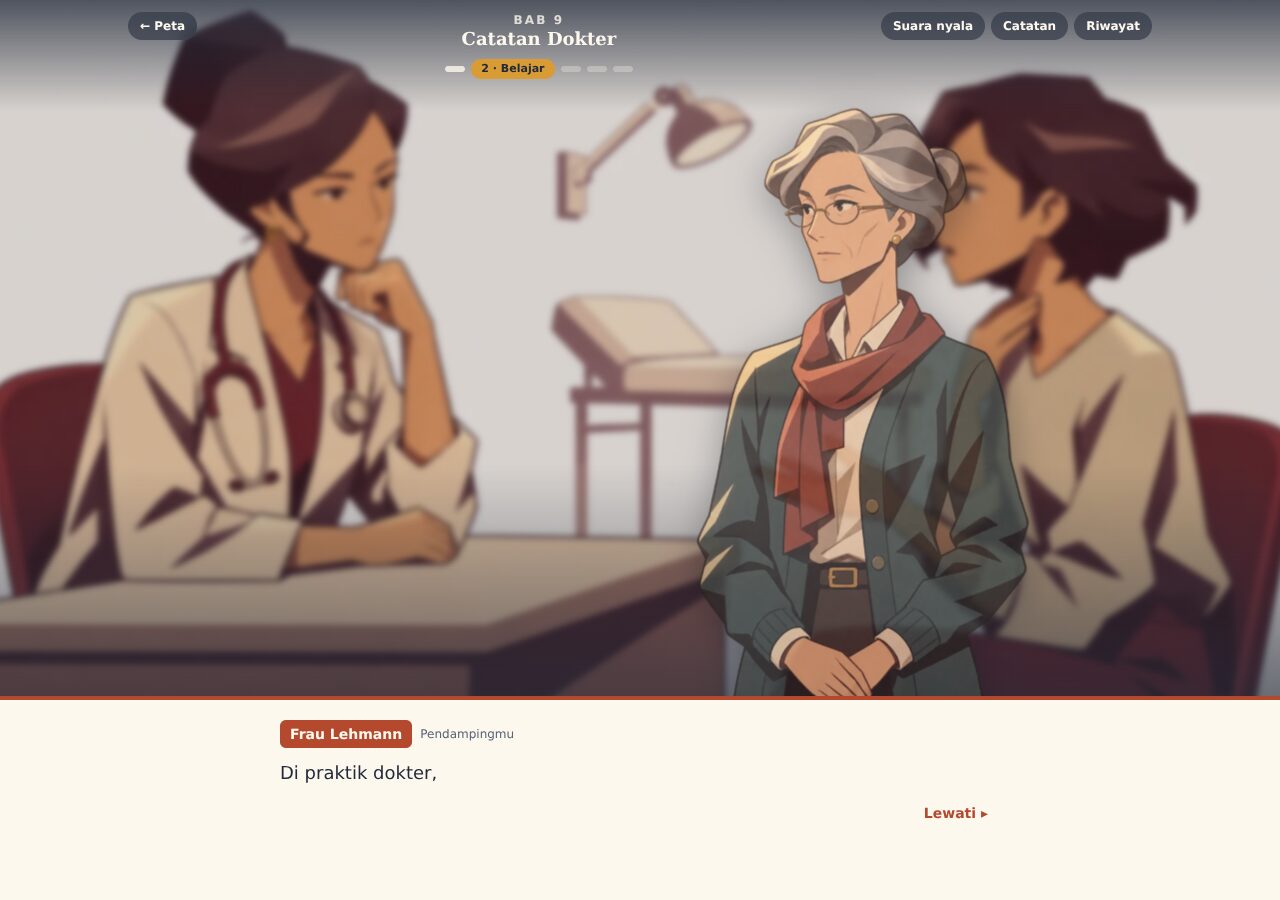 ← Peta
BAB 9
Catatan Dokter
2 · Belajar
Suara nyala
Catatan
Riwayat
Frau Lehmann
Pendampingmu
Di praktik dokter,
Lewati ▸